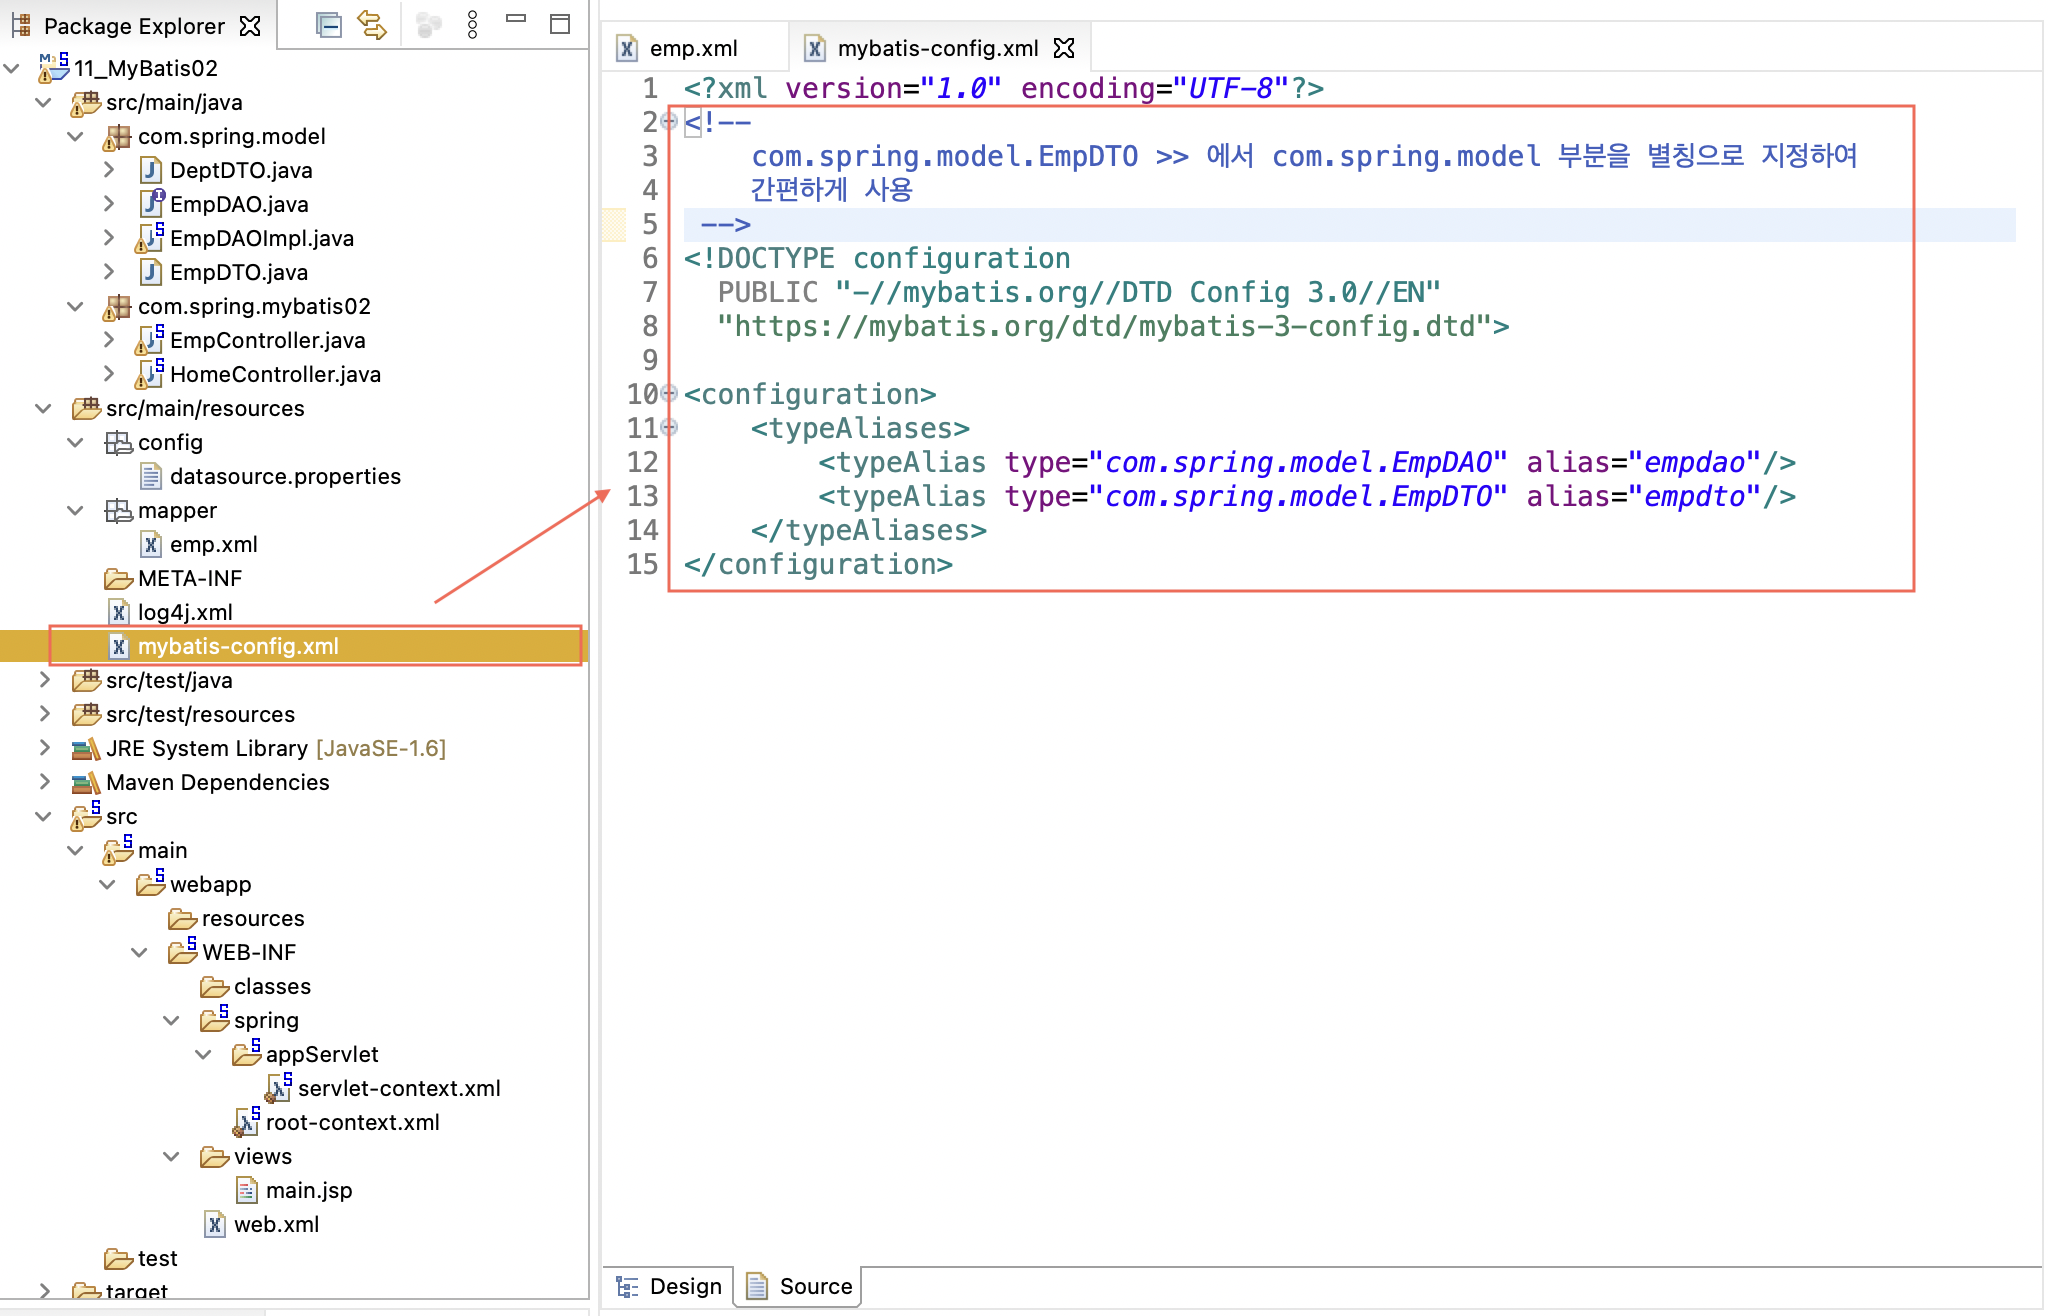 Package Explorer
11_MyBatis02
src/main/java
com.spring.model
DeptDTO.java
EmpDAO.java
EmpDAOImpl.java
EmpDTO.java
com.spring.mybatis02
EmpController.java
HomeController.java
src/main/resources
config
datasource.properties
mapper
emp.xml
META-INF
log4j.xml
mybatis-config.xml
src/test/java
src/test/resources
JRE System Library [JavaSE-1.6]
Maven Dependencies
src
main
webapp
resources
WEB-INF
classes
spring
appServlet
servlet-context.xml
root-context.xml
views
main.jsp
web.xml
test
target
emp.xml
mybatis-config.xml
1 <?xml version="1.0" encoding="UTF-8"?>
2 <!--
3 com.spring.model.EmpDTO >> 에서 com.spring.model 부분을 별칭으로 지정하여
4 간편하게 사용
5 -->
6 <!DOCTYPE configuration
7 PUBLIC "-//mybatis.org//DTD Config 3.0//EN"
8 "https://mybatis.org/dtd/mybatis-3-config.dtd">
9
10 <configuration>
11 <typeAliases>
12 <typeAlias type="com.spring.model.EmpDAO" alias="empdao"/>
13 <typeAlias type="com.spring.model.EmpDTO" alias="empdto"/>
14 </typeAliases>
15 </configuration>
Design
Source